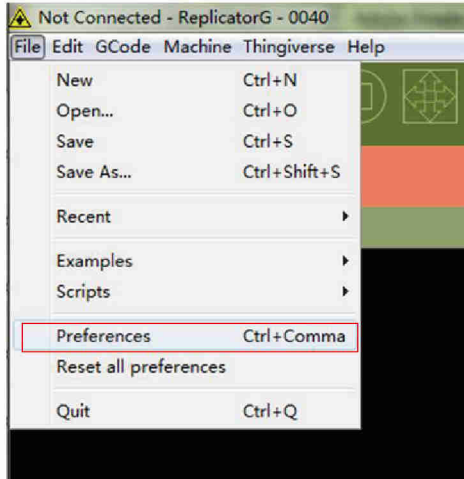 Not Connected - ReplicatorG - 0040
File Edit GCode Machine Thingiverse Help
New Ctrl+N
Open... Ctrl+O
Save Ctrl+S
Save As... Ctrl+Shift+S
Recent
Examples
Scripts
Preferences Ctrl+Comma
Reset all preferences
Quit Ctrl+Q